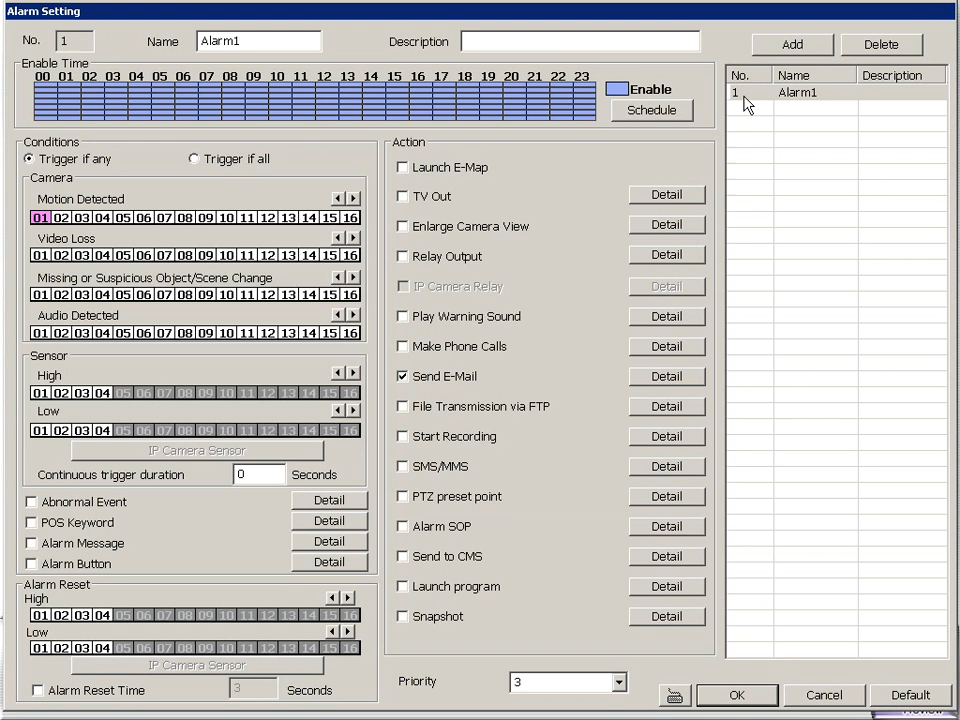 Alarm Setting
No. 1 Name Alarm1 Description Add Delete
Enable Time
00 01 02 03 04 05 06 07 08 09 10 11 12 13 14 15 16 17 18 19 20 21 22 23
Enable
Schedule
No. Name Description
1 Alarm1
Conditions
Trigger if any Trigger if all
Camera
Motion Detected
01 02 03 04 05 06 07 08 09 10 11 12 13 14 15 16
Video Loss
01 02 03 04 05 06 07 08 09 10 11 12 13 14 15 16
Missing or Suspicious Object/Scene Change
01 02 03 04 05 06 07 08 09 10 11 12 13 14 15 16
Audio Detected
01 02 03 04 05 06 07 08 09 10 11 12 13 14 15 16
Sensor
High
01 02 03 04 05 06 07 08 09 10 11 12 13 14 15 16
Low
01 02 03 04 05 06 07 08 09 10 11 12 13 14 15 16
IP Camera Sensor
Continuous trigger duration 0 Seconds
Abnormal Event Detail
POS Keyword Detail
Alarm Message Detail
Alarm Button Detail
Alarm Reset
High
01 02 03 04 05 06 07 08 09 10 11 12 13 14 15 16
Low
01 02 03 04 05 06 07 08 09 10 11 12 13 14 15 16
IP Camera Sensor
Alarm Reset Time 3 Seconds
Action
Launch E-Map
TV Out Detail
Enlarge Camera View Detail
Relay Output Detail
IP Camera Relay Detail
Play Warning Sound Detail
Make Phone Calls Detail
Send E-Mail Detail
File Transmission via FTP Detail
Start Recording Detail
SMS/MMS Detail
PTZ preset point Detail
Alarm SOP Detail
Send to CMS Detail
Launch program Detail
Snapshot Detail
Priority 3
OK Cancel Default